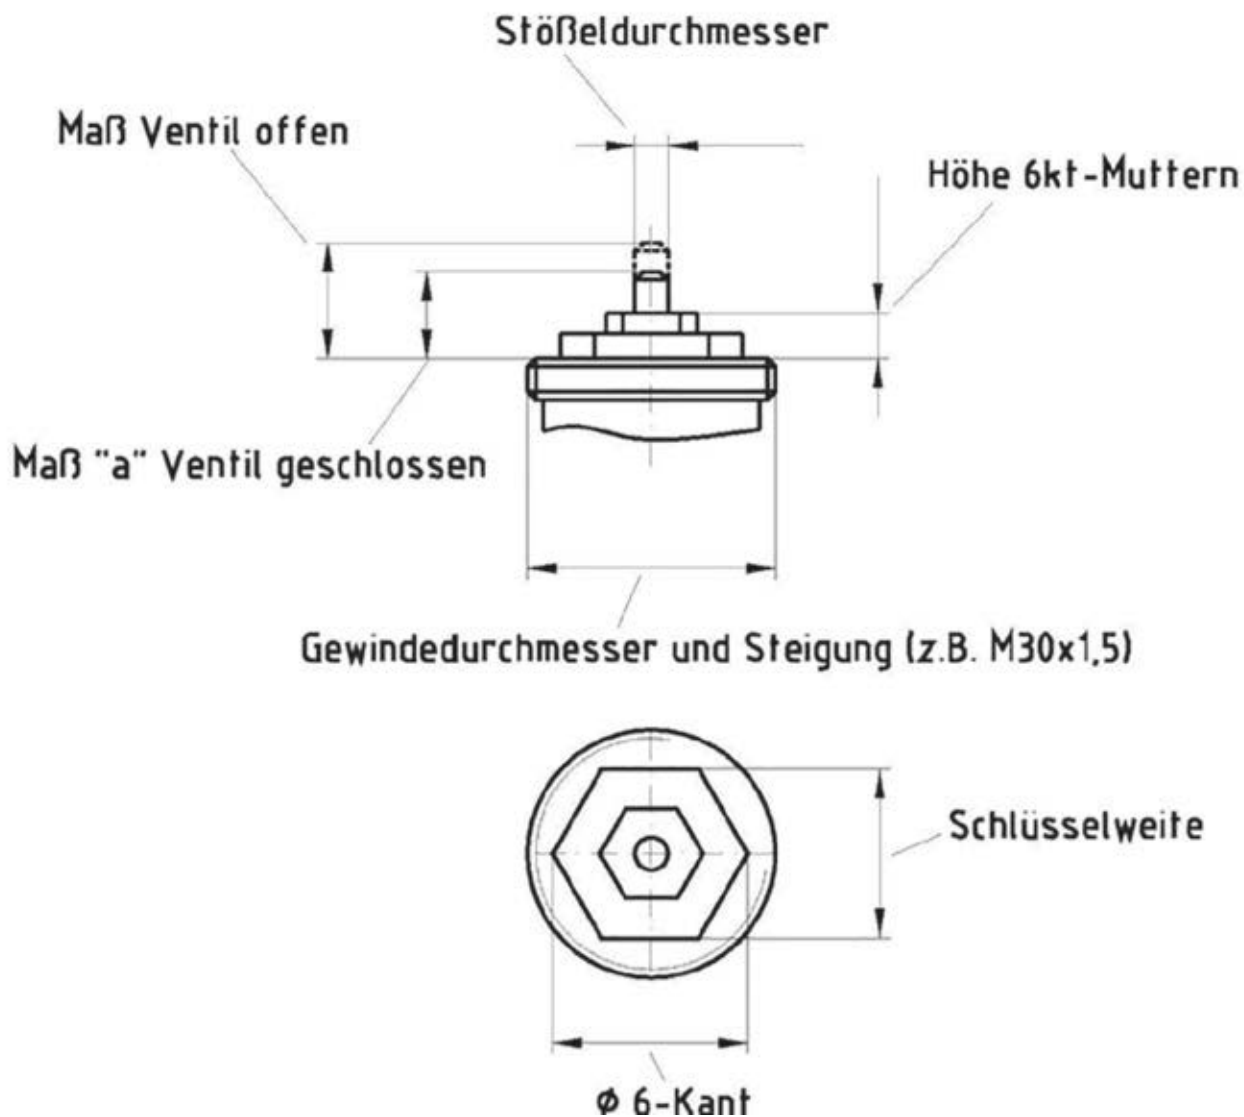 Stößeldurchmesser
Maß Ventil offen
Höhe 6kt-Muttern
Maß "a" Ventil geschlossen
Gewindedurchmesser und Steigung (z.B. M30x1,5)
Schlüsselweite
ø 6-Kant